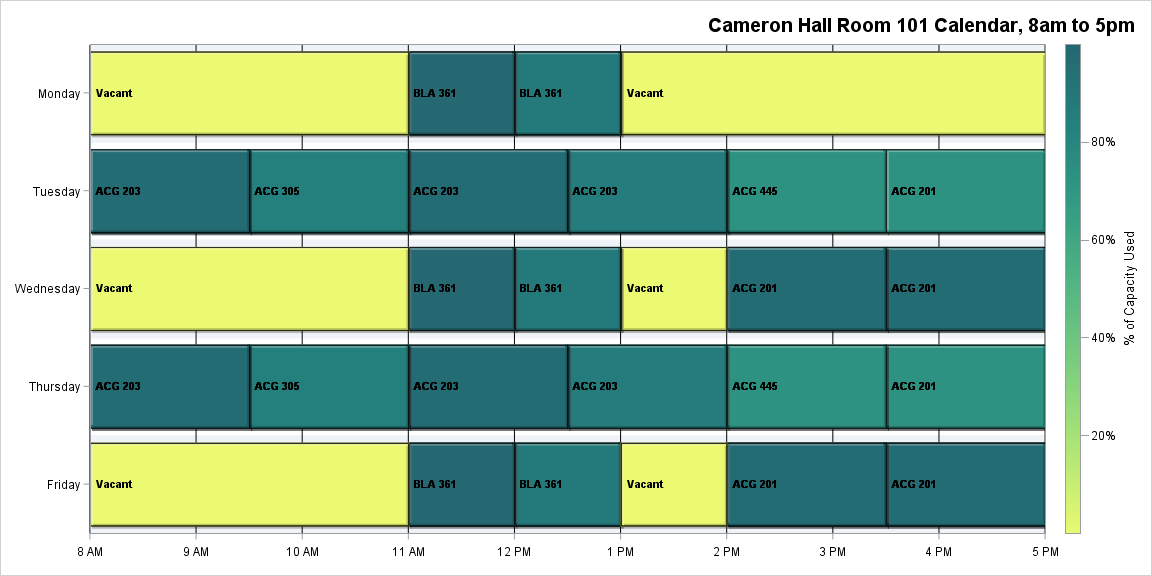 Cameron Hall Room 101 Calendar, 8am to 5pm
Monday Vacant BLA 361 BLA 361 Vacant
Tuesday ACG 203 ACG 305 ACG 203 ACG 203 ACG 445 ACG 201
Wednesday Vacant BLA 361 BLA 361 Vacant ACG 201 ACG 201
Thursday ACG 203 ACG 305 ACG 203 ACG 203 ACG 445 ACG 201
Friday Vacant BLA 361 BLA 361 Vacant ACG 201 ACG 201
8 AM 9 AM 10 AM 11 AM 12 PM 1 PM 2 PM 3 PM 4 PM 5 PM
80%
60%
40%
20%
% of Capacity Used